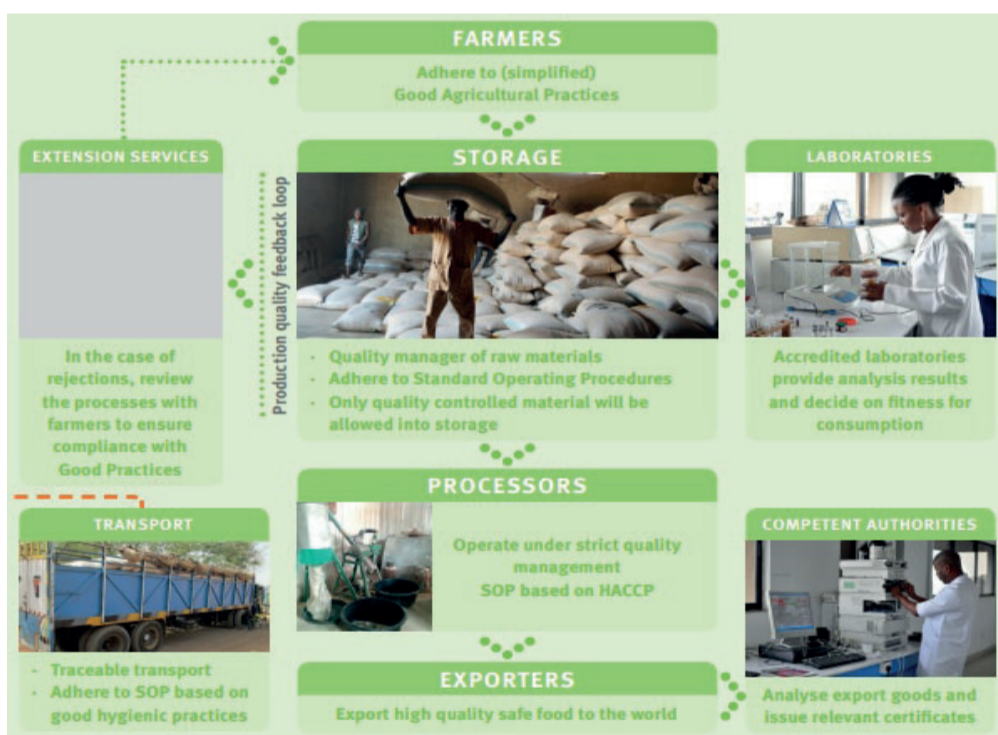 FARMERS
Adhere to (simplified)
Good Agricultural Practices
EXTENSION SERVICES
In the case of
rejections, review
the processes with
farmers to ensure
compliance with
Good Practices
Production quality feedback loop
STORAGE
· Quality manager of raw materials
· Adhere to Standard Operating Procedures
· Only quality controlled material will be
allowed into storage
LABORATORIES
Accredited laboratories
provide analysis results
and decide on fitness for
consumption
TRANSPORT
- Traceable transport
- Adhere to SOP based on
good hygienic practices
PROCESSORS
Operate under strict quality
management
SOP based on HACCP
COMPETENT AUTHORITIES
Analyse export goods and
issue relevant certificates
EXPORTERS
Export high quality safe food to the world